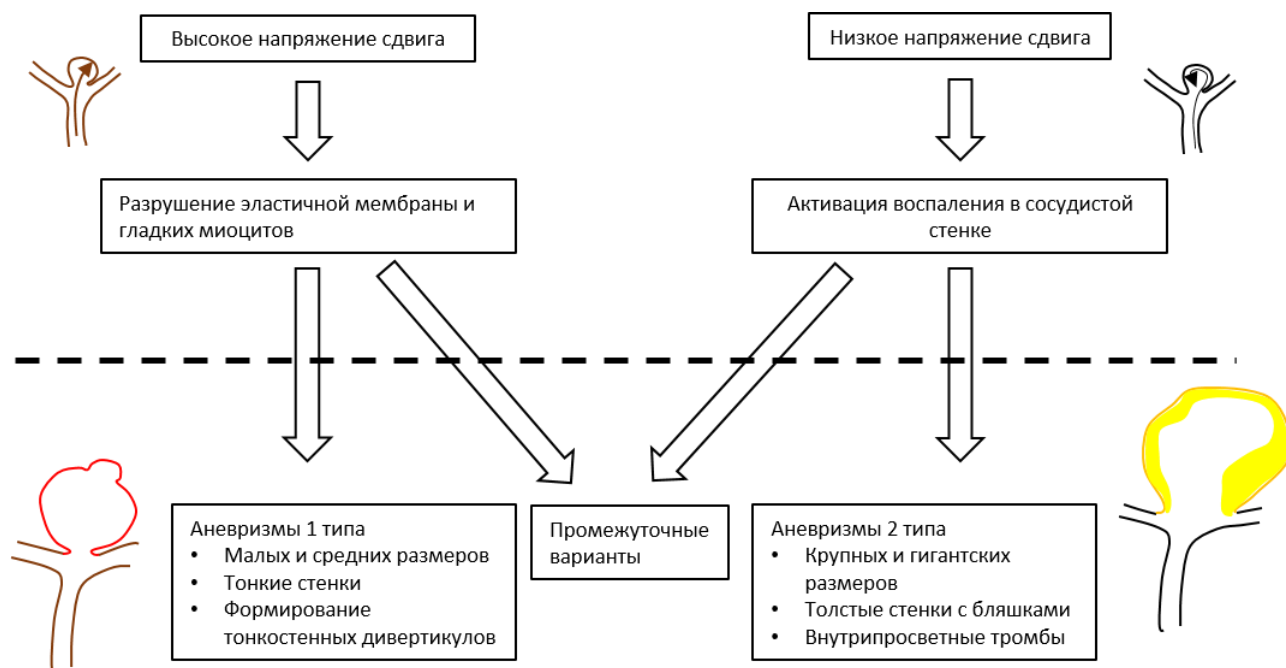 Высокое напряжение сдвига
Низкое напряжение сдвига
Разрушение эластичной мембраны и
гладких миоцитов
Активация воспаления в сосудистой
стенке
Аневризмы 1 типа
• Малых и средних размеров
• Тонкие стенки
• Формирование
тонкостенных дивертикулов
Промежуточные
варианты
Аневризмы 2 типа
• Крупных и гигантских
размеров
• Толстые стенки с бляшками
• Внутрипросветные тромбы